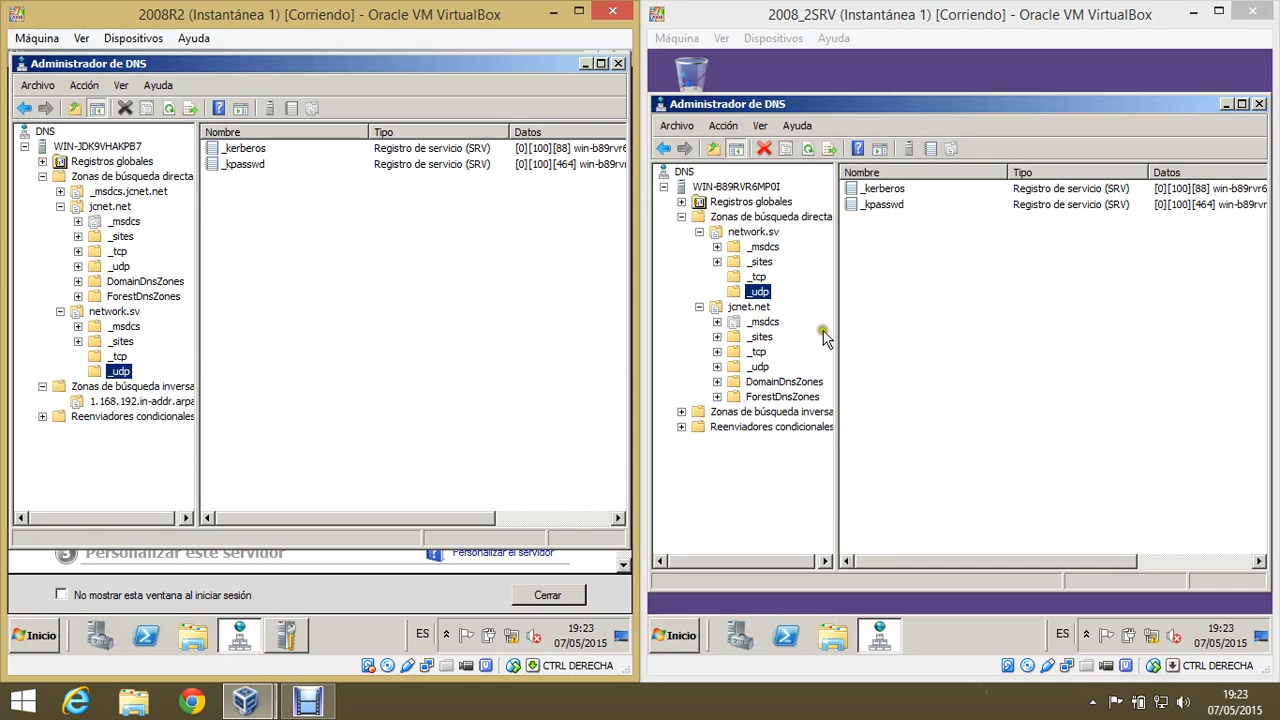 2008R2 (Instantánea 1) [Corriendo] - Oracle VM VirtualBox
Máquina Ver Dispositivos Ayuda
Administrador de DNS
Archivo Acción Ver Ayuda
DNS
WIN-JDK9VHAKPB7
Registros globales
Zonas de búsqueda directa
_msdcs.jcnet.net
jcnet.net
_msdcs
_sites
_tcp
_udp
DomainDnsZones
ForestDnsZones
network.sv
_msdcs
_sites
_tcp
_udp
Zonas de búsqueda inversa
1.168.192.in-addr.arpa
Reenviadores condicionales
Nombre Tipo Datos
_kerberos Registro de servicio (SRV) [0][100][88] win-b89rvr6
_kpasswd Registro de servicio (SRV) [0][100][464] win-b89rv
3 Personalizar este servidor
Personalizar el servidor
No mostrar esta ventana al iniciar sesión
Cerrar
Inicio
ES
19:23
07/05/2015
CTRL DERECHA
2008_2SRV (Instantánea 1) [Corriendo] - Oracle VM VirtualBox
Máquina Ver Dispositivos Ayuda
Administrador de DNS
Archivo Acción Ver Ayuda
DNS
WIN-B89RVR6MP0I
Registros globales
Zonas de búsqueda directa
network.sv
_msdcs
_sites
_tcp
_udp
jcnet.net
_msdcs
_sites
_tcp
_udp
DomainDnsZones
ForestDnsZones
Zonas de búsqueda inversa
Reenviadores condicionales
Nombre Tipo Datos
_kerberos Registro de servicio (SRV) [0][100][88] win-b89rvr6
_kpasswd Registro de servicio (SRV) [0][100][464] win-b89rv
Inicio
ES
19:23
07/05/2015
CTRL DERECHA
19:23
07/05/2015